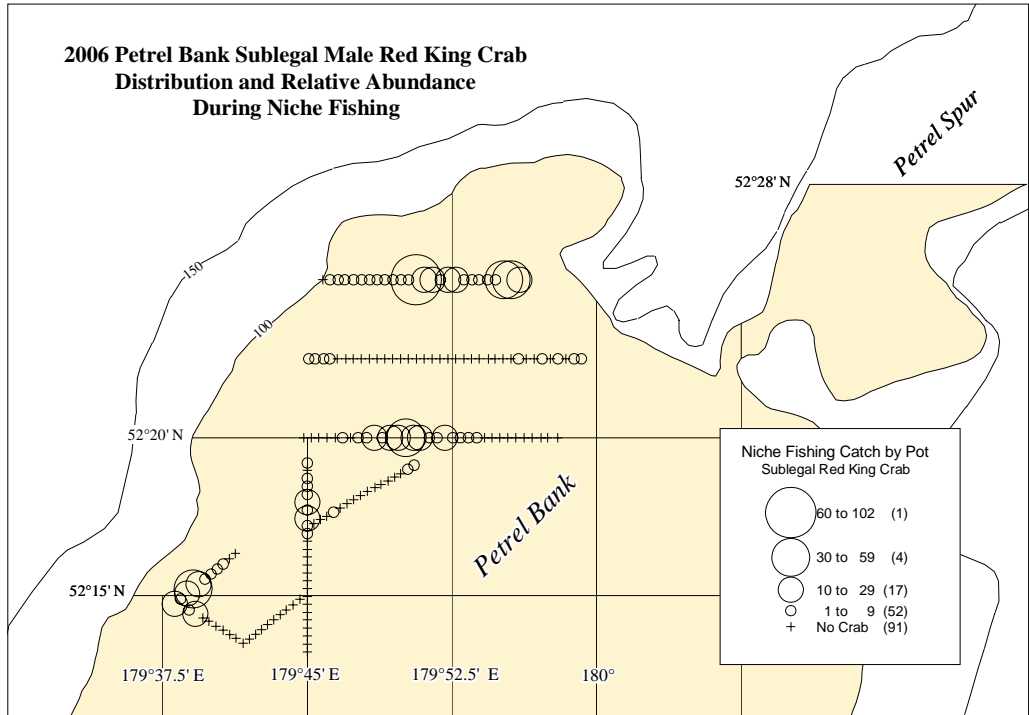 2006 Petrel Bank Sublegal Male Red King Crab
Distribution and Relative Abundance
During Niche Fishing
Petrel Spur
52°28' N
150
100
52°20' N
Petrel Bank
52°15' N
179°37.5' E
179°45' E
179°52.5' E
180°
Niche Fishing Catch by Pot
Sublegal Red King Crab
60 to 102 (1)
30 to 59 (4)
10 to 29 (17)
1 to 9 (52)
No Crab (91)